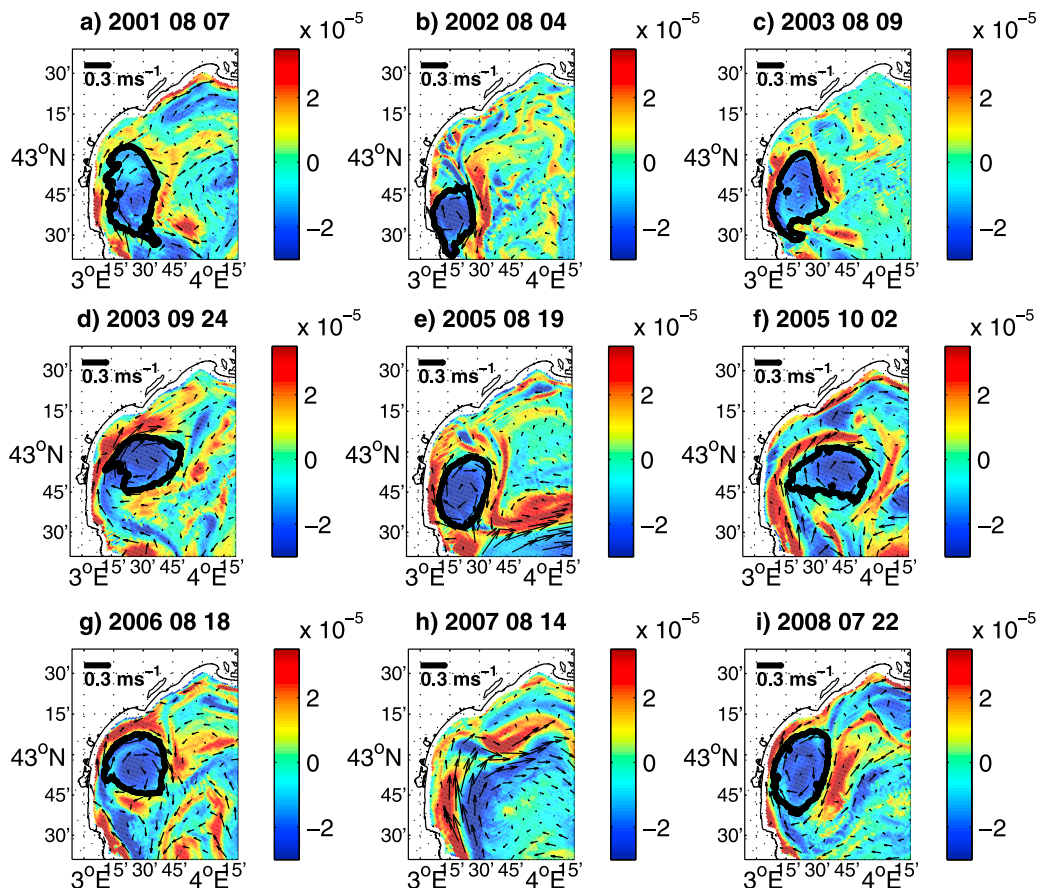 a) 2001 08 07
b) 2002 08 04
c) 2003 08 09
x 10⁻⁵
x 10⁻⁵
x 10⁻⁵
30'
0.3 ms⁻¹
15'
43°N
45'
30'
3°E 15' 30' 45' 4°E 15'
2
0
−2
30'
0.3 ms⁻¹
15'
43°N
45'
30'
3°E 15' 30' 45' 4°E 15'
2
0
−2
30'
0.3 ms⁻¹
15'
43°N
45'
30'
3°E 15' 30' 45' 4°E 15'
2
0
−2
d) 2003 09 24
e) 2005 08 19
f) 2005 10 02
x 10⁻⁵
x 10⁻⁵
x 10⁻⁵
30'
0.3 ms⁻¹
15'
43°N
45'
30'
3°E 15' 30' 45' 4°E 15'
2
0
−2
30'
0.3 ms⁻¹
15'
43°N
45'
30'
3°E 15' 30' 45' 4°E 15'
2
0
−2
30'
0.3 ms⁻¹
15'
43°N
45'
30'
3°E 15' 30' 45' 4°E 15'
2
0
−2
g) 2006 08 18
h) 2007 08 14
i) 2008 07 22
x 10⁻⁵
x 10⁻⁵
x 10⁻⁵
30'
0.3 ms⁻¹
15'
43°N
45'
30'
3°E 15' 30' 45' 4°E 15'
2
0
−2
30'
0.3 ms⁻¹
15'
43°N
45'
30'
3°E 15' 30' 45' 4°E 15'
2
0
−2
30'
0.3 ms⁻¹
15'
43°N
45'
30'
3°E 15' 30' 45' 4°E 15'
2
0
−2